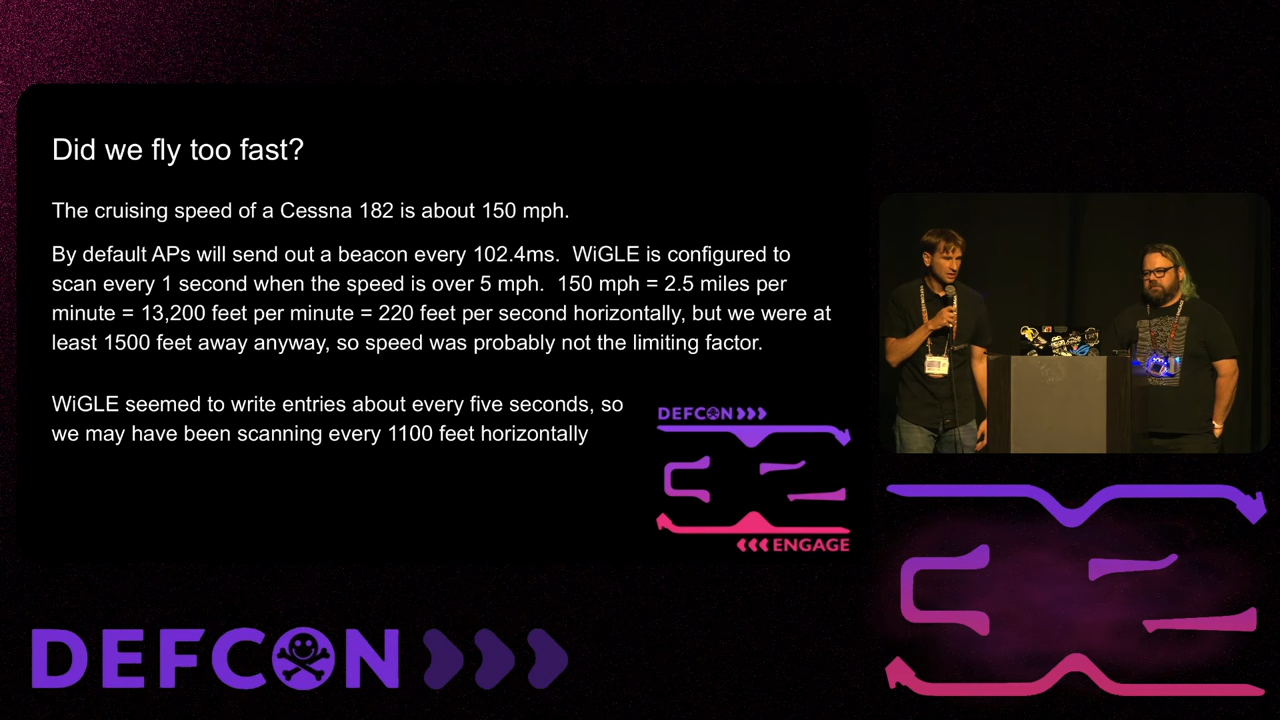 Did we fly too fast?
The cruising speed of a Cessna 182 is about 150 mph.
By default APs will send out a beacon every 102.4ms.  WiGLE is configured to
scan every 1 second when the speed is over 5 mph.  150 mph = 2.5 miles per
minute = 13,200 feet per minute = 220 feet per second horizontally, but we were at
least 1500 feet away anyway, so speed was probably not the limiting factor.
WiGLE seemed to write entries about every five seconds, so
we may have been scanning every 1100 feet horizontally
DEFCON
ENGAGE
DEFCON